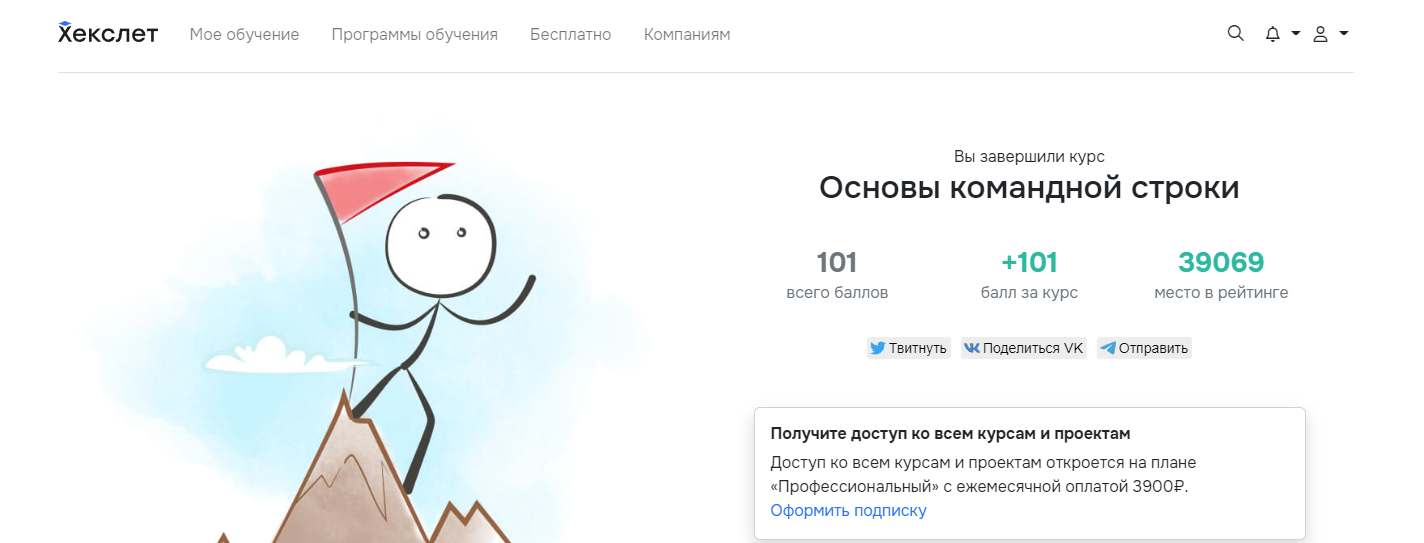 Хекслет
Мое обучение
Программы обучения
Бесплатно
Компаниям
Вы завершили курс
Основы командной строки
101
всего баллов
+101
балл за курс
39069
место в рейтинге
Твитнуть
Поделиться VK
Отправить
Получите доступ ко всем курсам и проектам
Доступ ко всем курсам и проектам откроется на плане
«Профессиональный» с ежемесячной оплатой 3900₽.
Оформить подписку